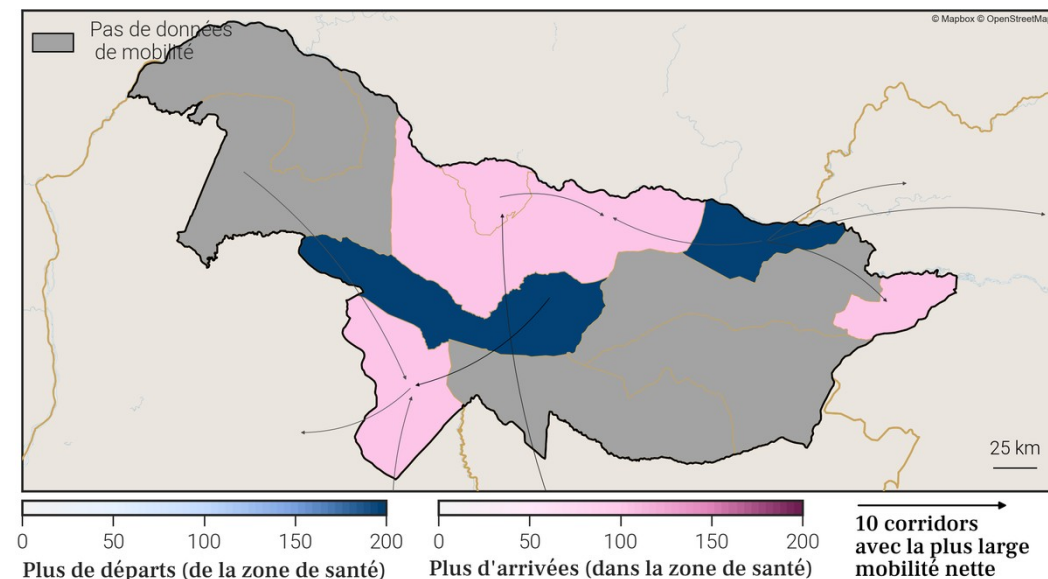 © Mapbox © OpenStreetMap
Pas de données
de mobilité
25 km
0 50 100 150 200
Plus de départs (de la zone de santé)
0 50 100 150 200
Plus d'arrivées (dans la zone de santé)
10 corridors
avec la plus large
mobilité nette